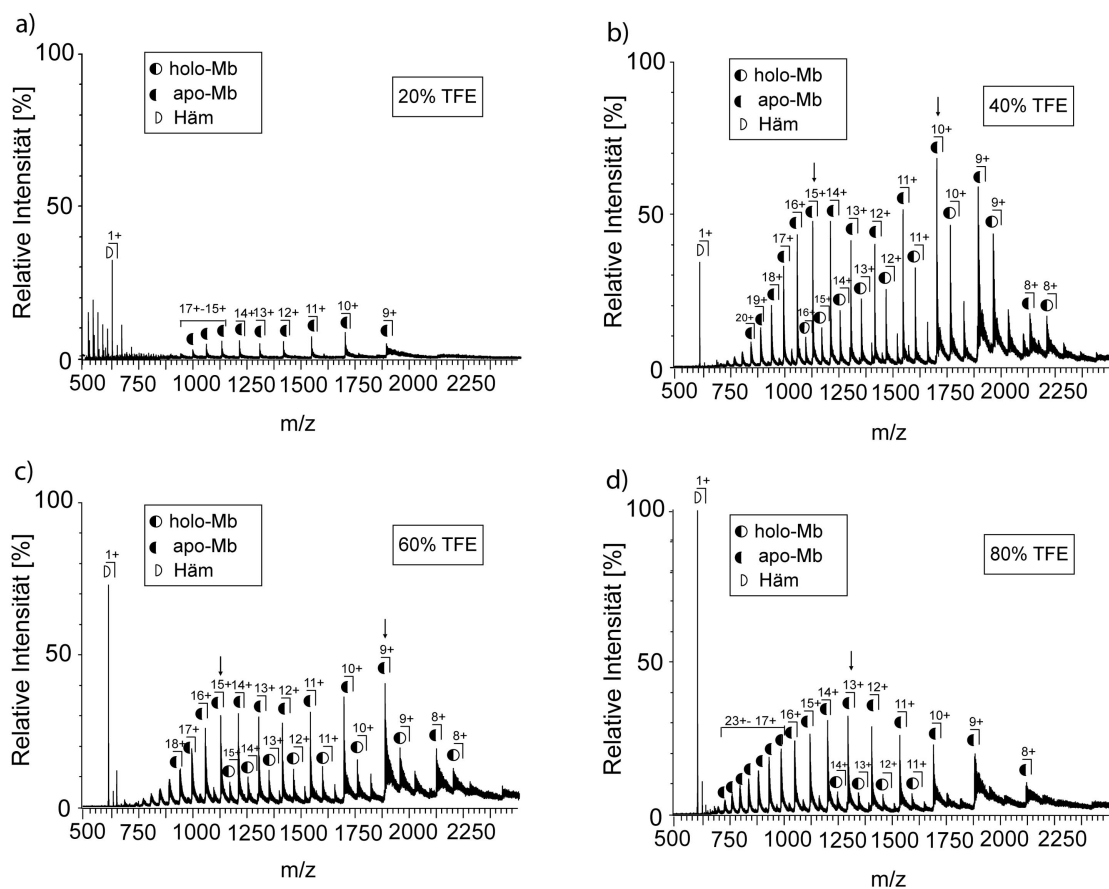 a)
Relative Intensität [%]
100
50
0
holo-Mb
apo-Mb
Häm
20% TFE
1+
17+-15+
14+
13+
12+
11+
10+
9+
500 750 1000 1250 1500 1750 2000 2250
m/z
b)
Relative Intensität [%]
100
50
0
holo-Mb
apo-Mb
Häm
40% TFE
1+
20+
19+
18+
17+
16+
15+
14+
13+
12+
11+
10+
9+
8+
16+
15+
14+
13+
12+
11+
10+
9+
8+
500 750 1000 1250 1500 1750 2000 2250
m/z
c)
Relative Intensität [%]
100
50
0
holo-Mb
apo-Mb
Häm
60% TFE
1+
18+
17+
16+
15+
14+
13+
12+
11+
10+
9+
8+
15+
14+
13+
12+
11+
10+
9+
8+
500 750 1000 1250 1500 1750 2000 2250
m/z
d)
Relative Intensität [%]
100
50
0
holo-Mb
apo-Mb
Häm
80% TFE
1+
23+- 17+
16+
15+
14+
13+
12+
11+
10+
9+
8+
14+
13+
12+
11+
500 750 1000 1250 1500 1750 2000 2250
m/z